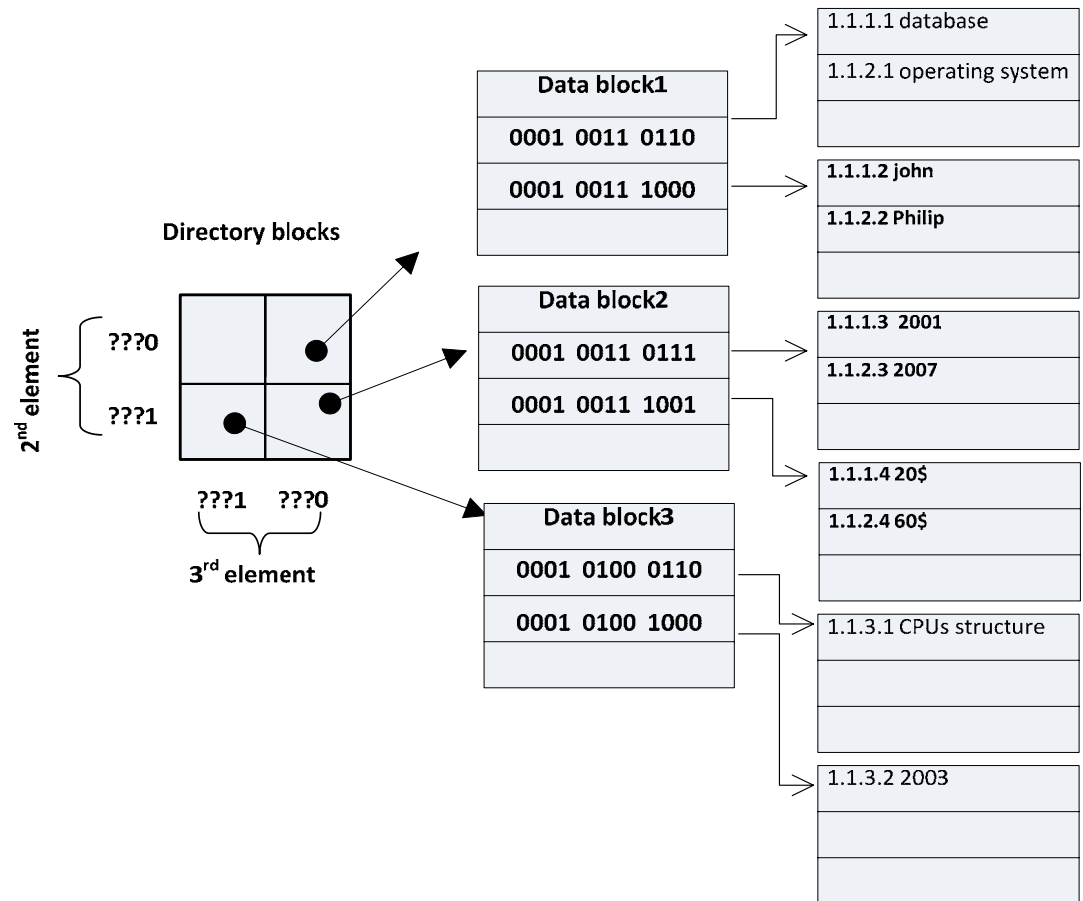 Directory blocks
2nd element
???0
???1
???1 ???0
3rd element
Data block1
0001 0011 0110
0001 0011 1000
Data block2
0001 0011 0111
0001 0011 1001
Data block3
0001 0100 0110
0001 0100 1000
1.1.1.1 database
1.1.2.1 operating system
1.1.1.2 john
1.1.2.2 Philip
1.1.1.3 2001
1.1.2.3 2007
1.1.1.4 20$
1.1.2.4 60$
1.1.3.1 CPUs structure
1.1.3.2 2003